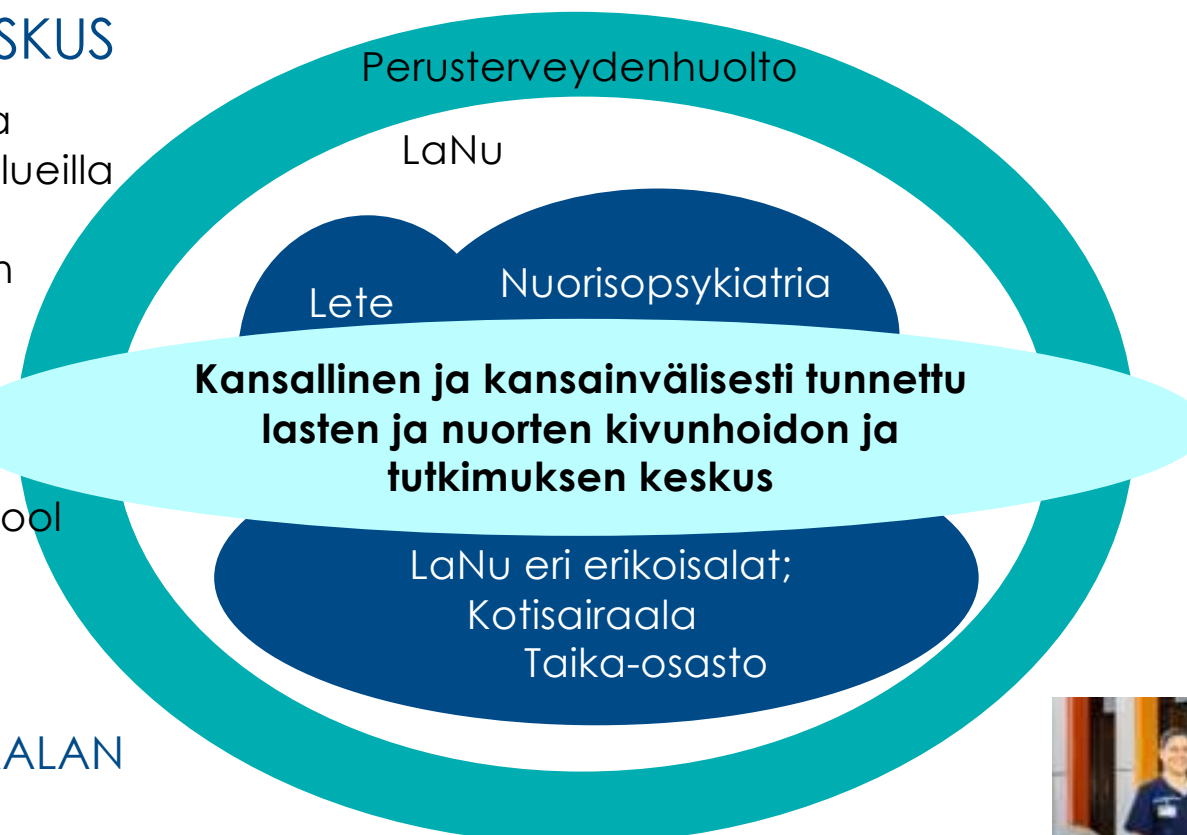 SKUS
a
lueilla
n
ool
ALAN
Perusterveydenhuolto
LaNu
Lete
Nuorisopsykiatria
Kansallinen ja kansainvälisesti tunnettu
lasten ja nuorten kivunhoidon ja
tutkimuksen keskus
LaNu eri erikoisalat;
Kotisairaala
Taika-osasto